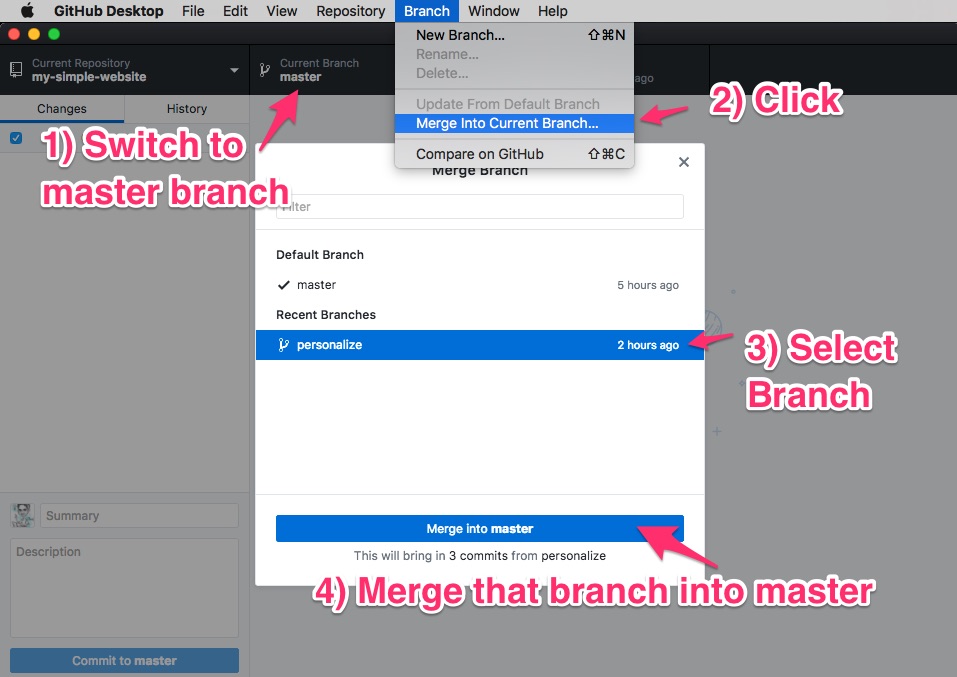 GitHub Desktop File Edit View Repository Branch Window Help
New Branch... ⇧⌘N
Rename...
Delete...
Update From Default Branch
Merge Into Current Branch...
Compare on GitHub ⇧⌘C
Current Repository
my-simple-website
Current Branch
master
ago
Changes History
1) Switch to
master branch
2) Click
Merge Branch
Filter
Default Branch
master 5 hours ago
Recent Branches
personalize 2 hours ago
3) Select
Branch
Merge into master
This will bring in 3 commits from personalize
4) Merge that branch into master
Summary
Description
Commit to master